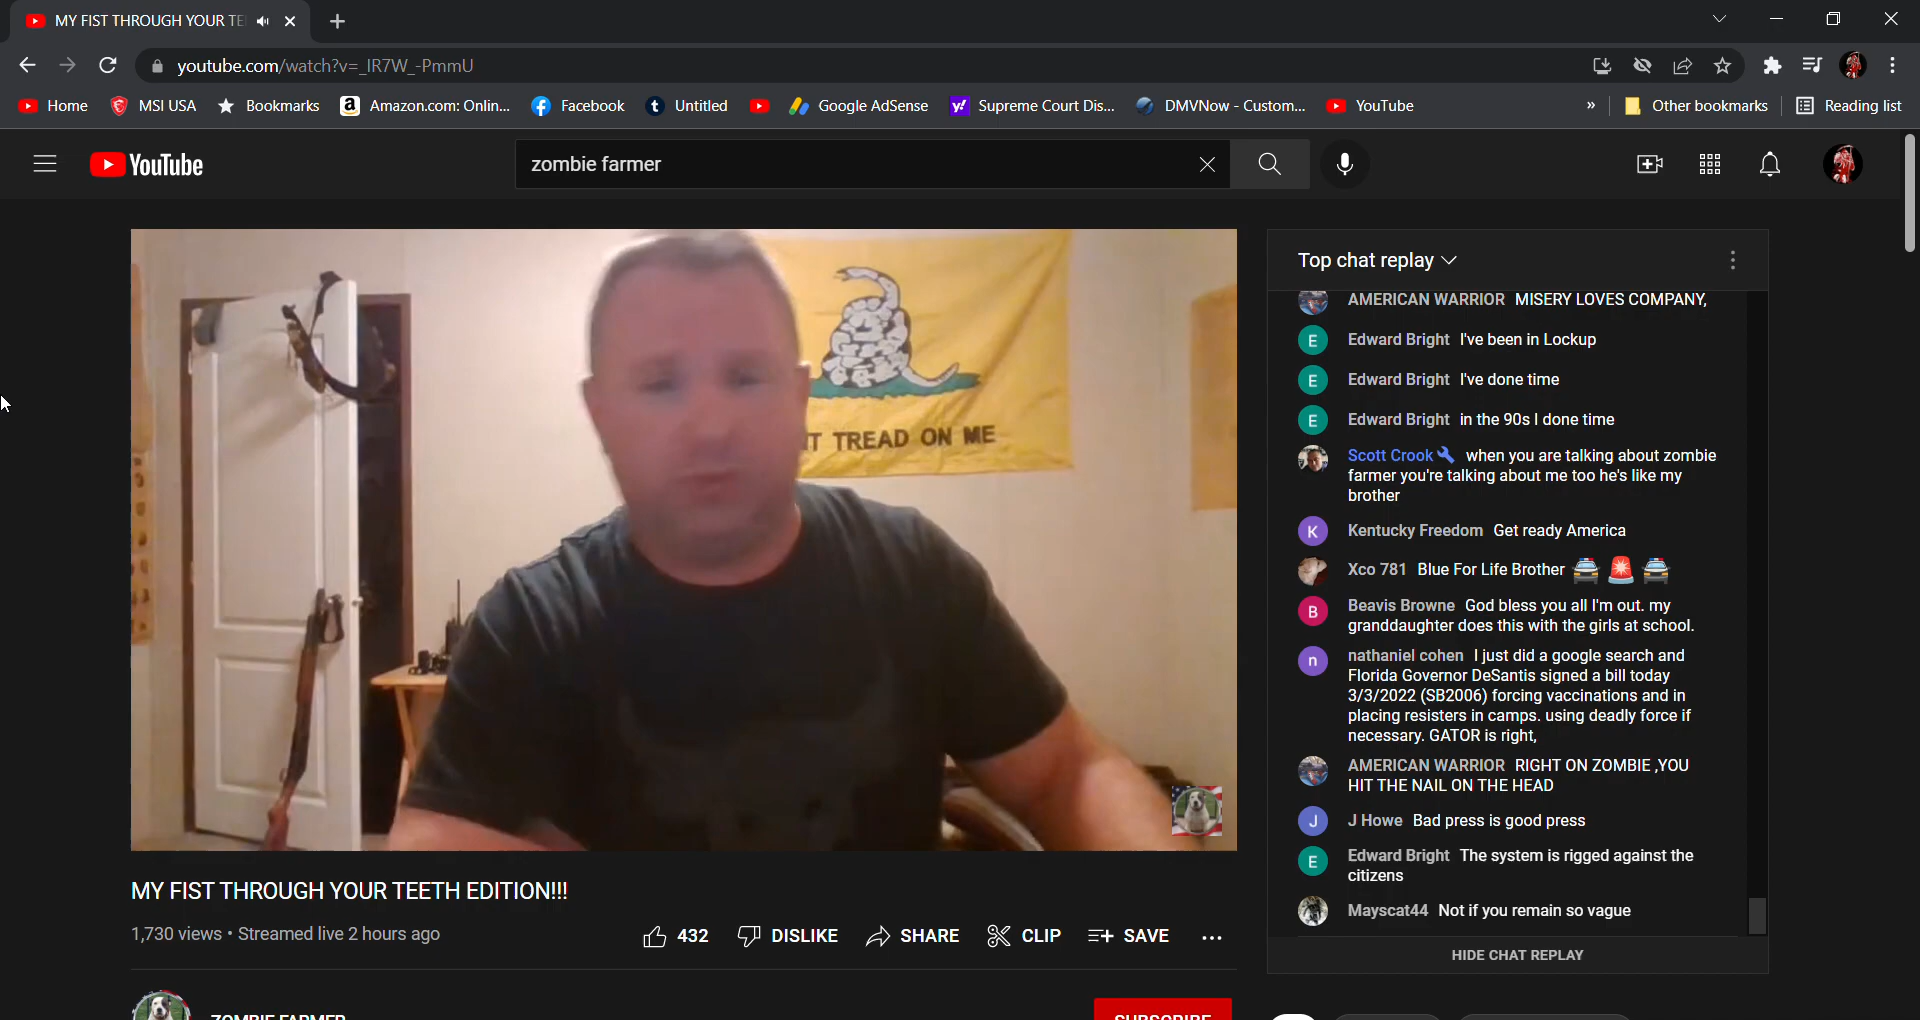 MY FIST THROUGH YOUR TE
youtube.com/watch?v=_IR7W_-PmmU
Home MSI USA Bookmarks Amazon.com: Onlin... Facebook Untitled Google AdSense Supreme Court Dis... DMVNow - Custom... YouTube » Other bookmarks Reading list
YouTube
zombie farmer
T TREAD ON ME
MY FIST THROUGH YOUR TEETH EDITION!!!
1,730 views • Streamed live 2 hours ago
432 DISLIKE SHARE CLIP SAVE
ZOMBIE FARMER
SUBSCRIBE
Top chat replay
AMERICAN WARRIOR MISERY LOVES COMPANY,
E Edward Bright I've been in Lockup
E Edward Bright I've done time
E Edward Bright in the 90s I done time
Scott Crook when you are talking about zombie
farmer you're talking about me too he's like my
brother
K Kentucky Freedom Get ready America
Xco 781 Blue For Life Brother
B Beavis Browne God bless you all I'm out. my
granddaughter does this with the girls at school.
n nathaniel cohen I just did a google search and
Florida Governor DeSantis signed a bill today
3/3/2022 (SB2006) forcing vaccinations and in
placing resisters in camps. using deadly force if
necessary. GATOR is right,
AMERICAN WARRIOR RIGHT ON ZOMBIE ,YOU
HIT THE NAIL ON THE HEAD
J J Howe Bad press is good press
E Edward Bright The system is rigged against the
citizens
Mayscat44 Not if you remain so vague
HIDE CHAT REPLAY